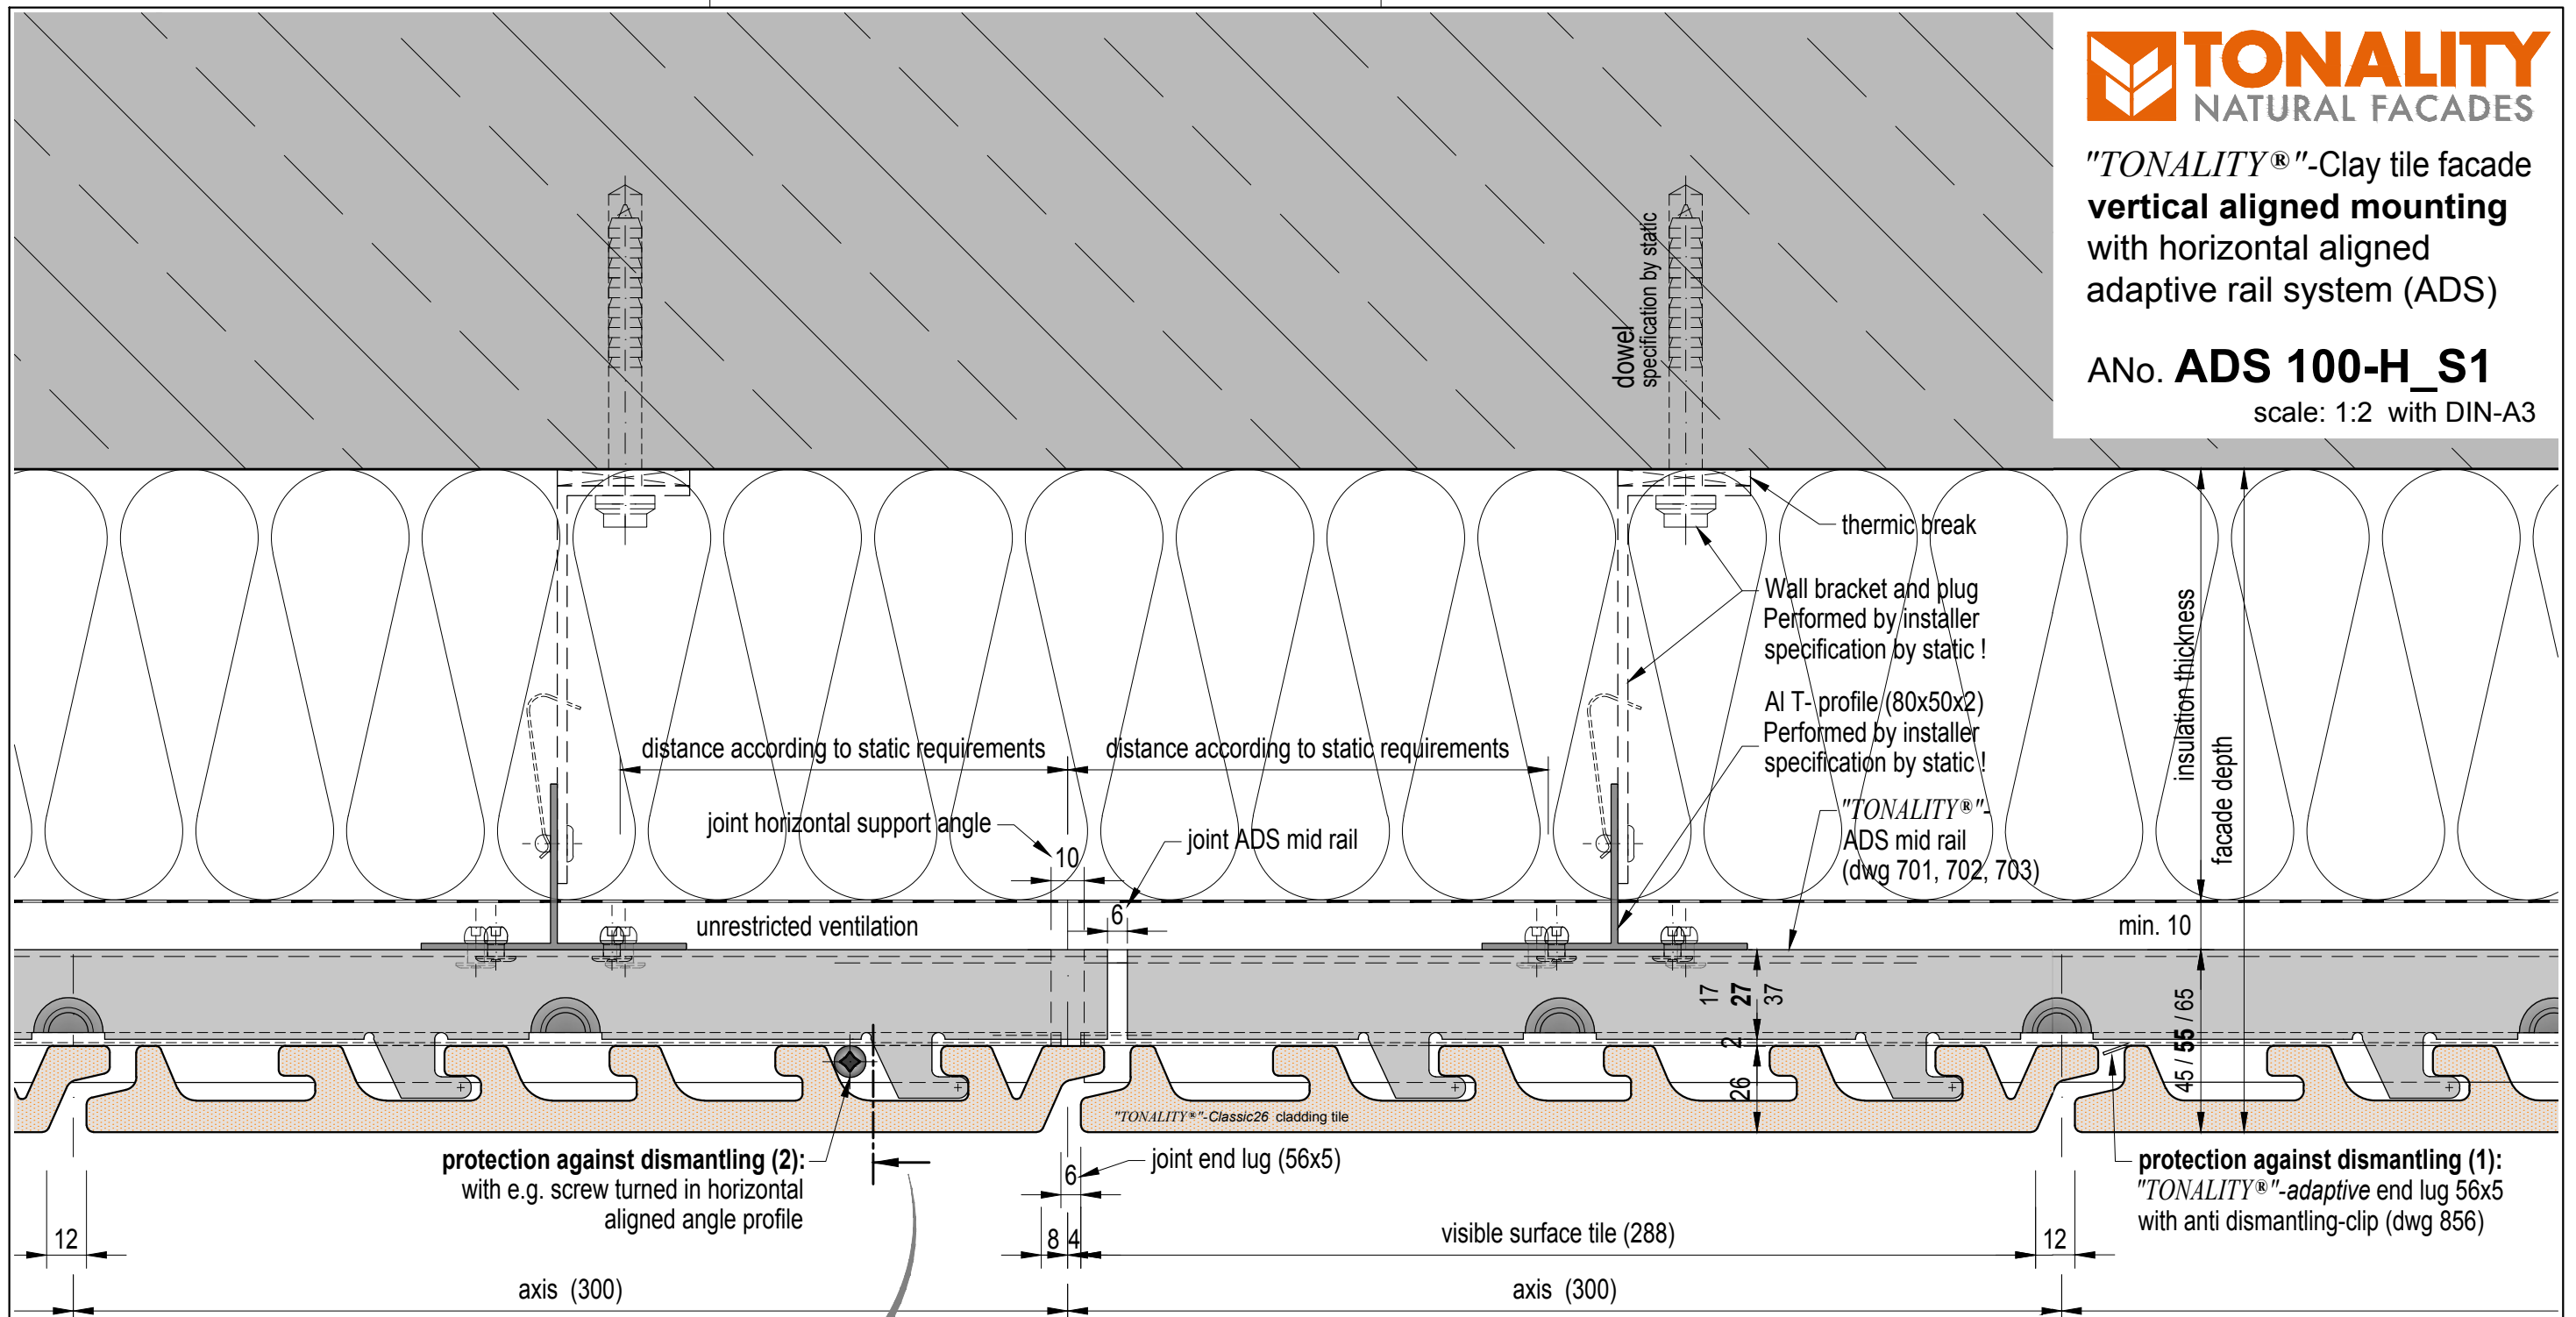 TONALITY
NATURAL FACADES
"TONALITY®"-Clay tile facade
vertical aligned mounting
with horizontal aligned
adaptive rail system (ADS)
ANo. ADS 100-H_S1
scale: 1:2 with DIN-A3
dowel
specification by static
thermic break
Wall bracket and plug
Performed by installer
specification by static !
Al T- profile (80x50x2)
Performed by installer
specification by static !
insulation thickness
facade depth
distance according to static requirements
distance according to static requirements
joint horizontal support angle
10
joint ADS mid rail
6
"TONALITY®"-
ADS mid rail
(dwg 701, 702, 703)
unrestricted ventilation
min. 10
17
27
37
2
26
45 / 55 / 65
"TONALITY®"-Classic26 cladding tile
protection against dismantling (2):
with e.g. screw turned in horizontal
aligned angle profile
joint end lug (56x5)
6
protection against dismantling (1):
"TONALITY®"-adaptive end lug 56x5
with anti dismantling-clip (dwg 856)
12
8
4
visible surface tile (288)
12
axis (300)
axis (300)